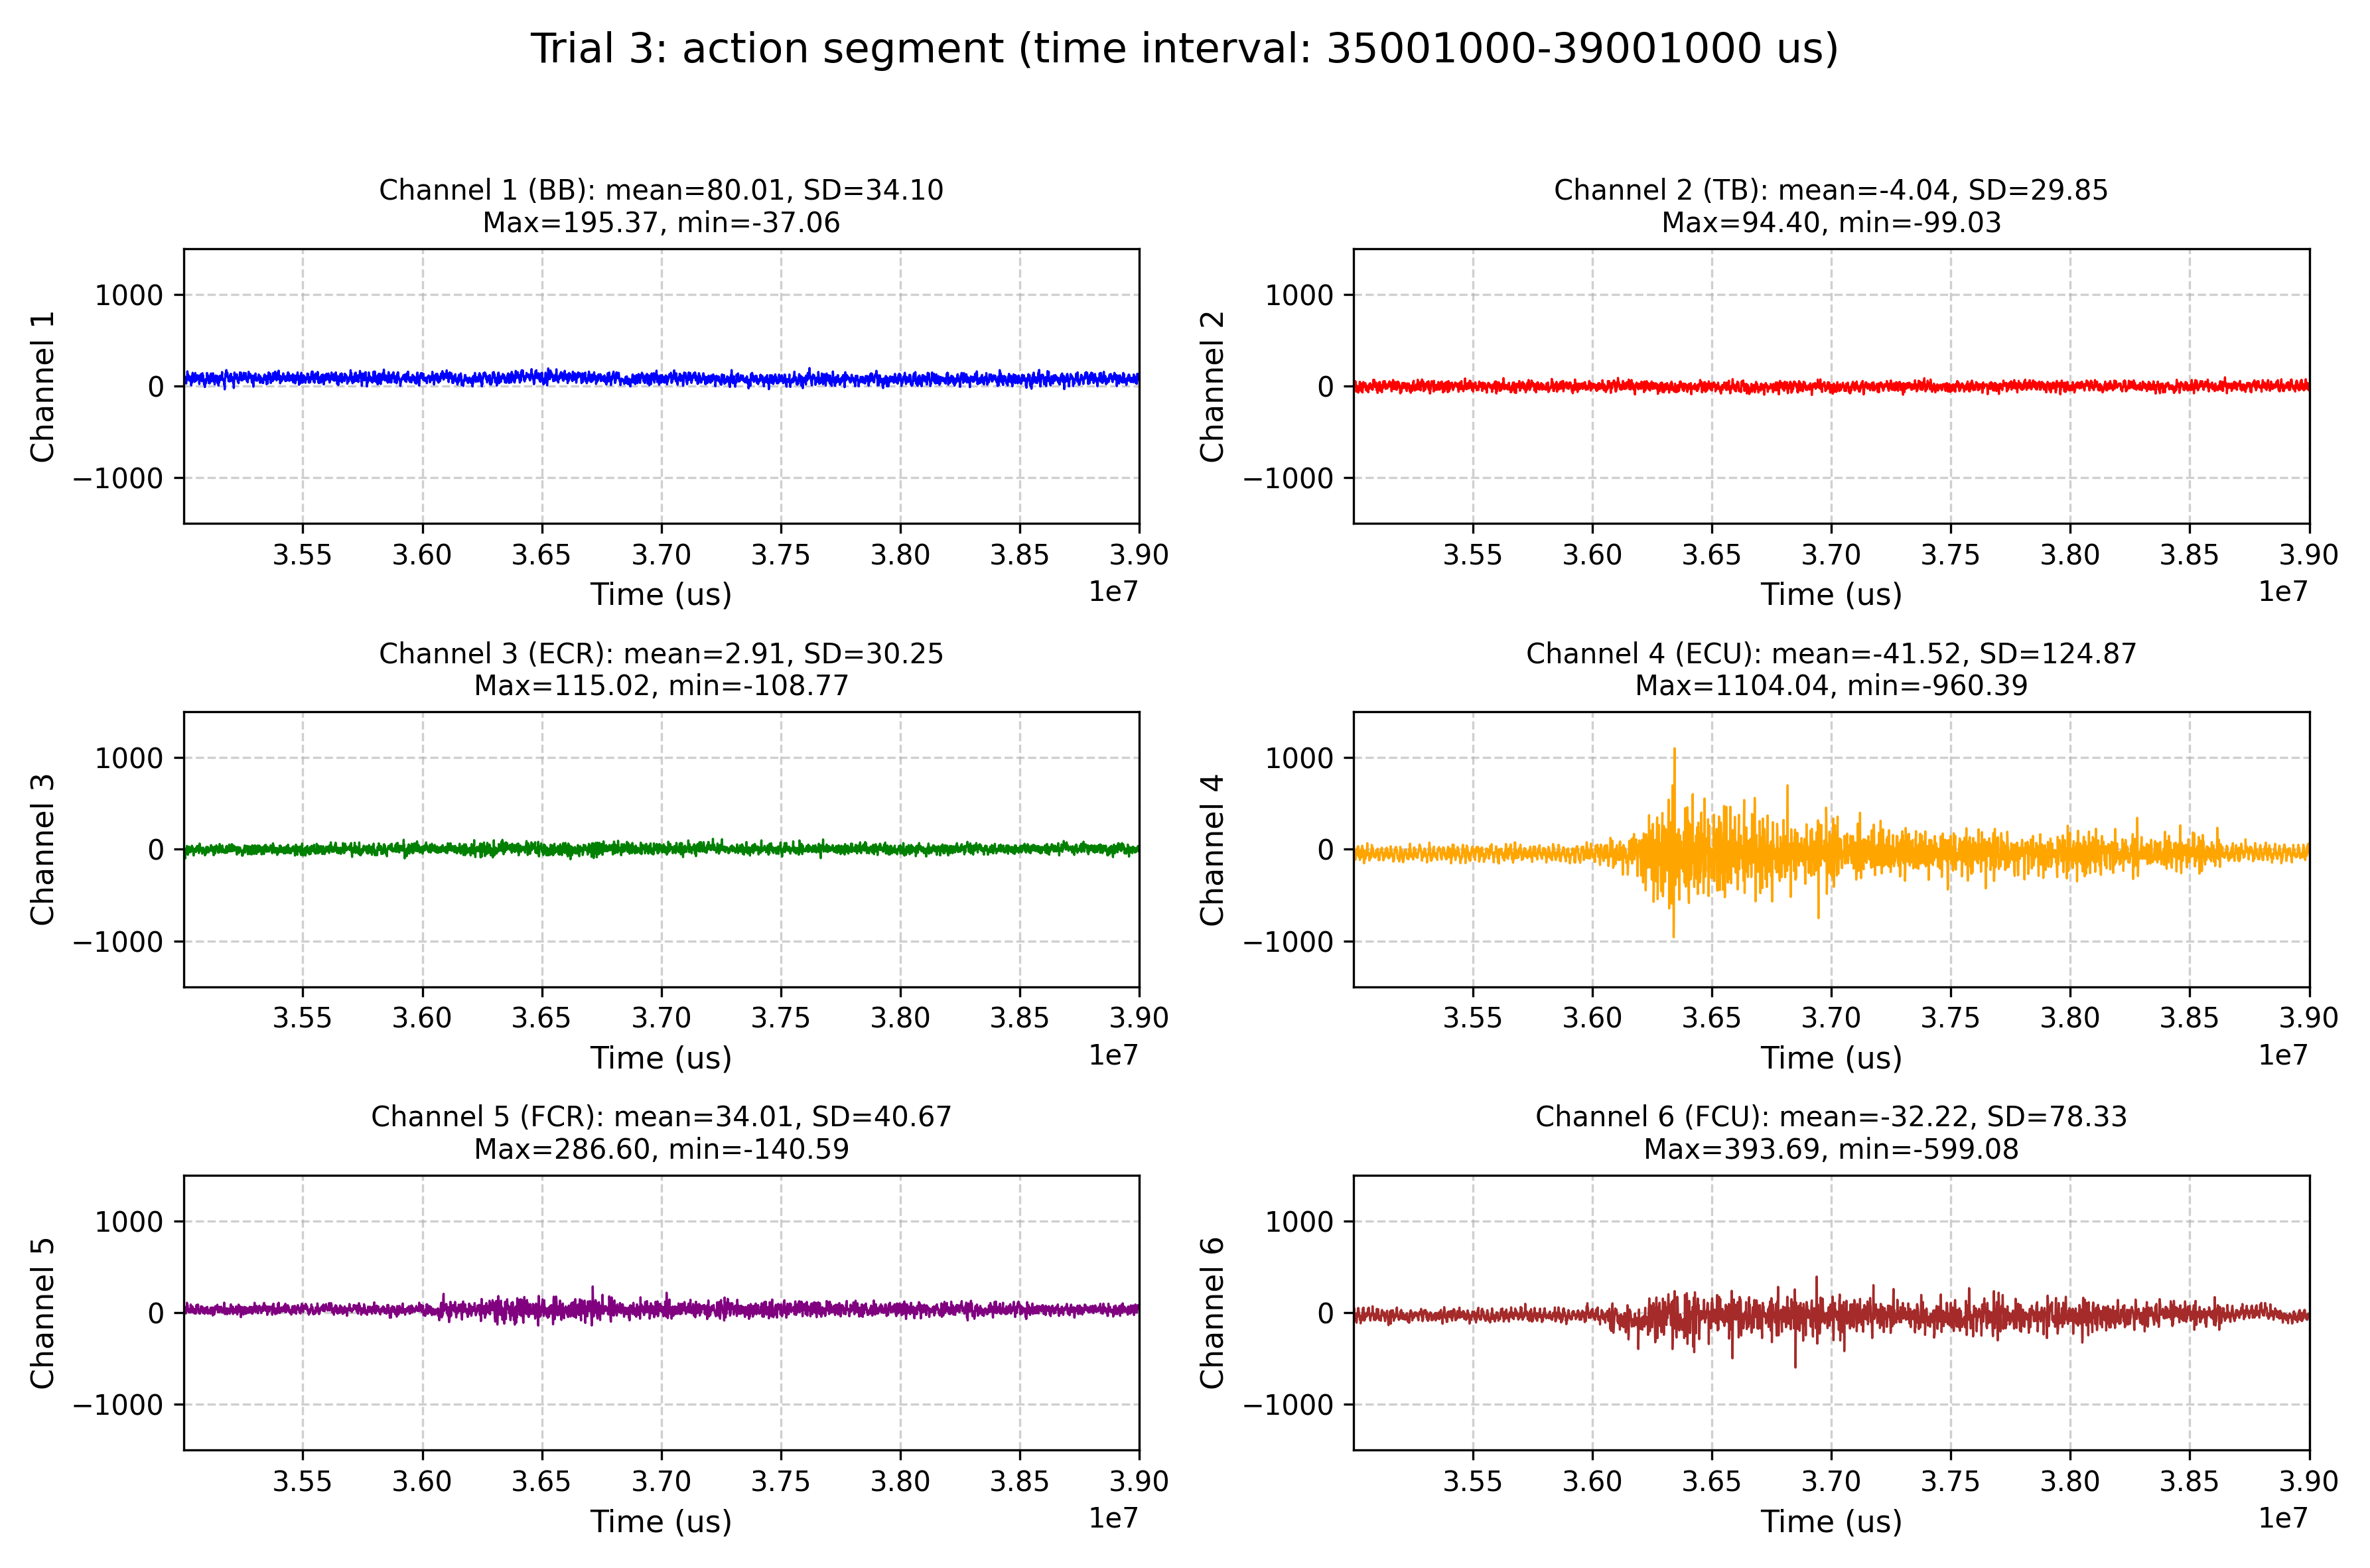 Trial 3: action segment (time interval: 35001000-39001000 us)
Channel 1 (BB): mean=80.01, SD=34.10
Max=195.37, min=-37.06
Channel 1
1000
0
−1000
3.55 3.60 3.65 3.70 3.75 3.80 3.85 3.90
1e7
Time (us)
Channel 2 (TB): mean=-4.04, SD=29.85
Max=94.40, min=-99.03
Channel 2
1000
0
−1000
3.55 3.60 3.65 3.70 3.75 3.80 3.85 3.90
1e7
Time (us)
Channel 3 (ECR): mean=2.91, SD=30.25
Max=115.02, min=-108.77
Channel 3
1000
0
−1000
3.55 3.60 3.65 3.70 3.75 3.80 3.85 3.90
1e7
Time (us)
Channel 4 (ECU): mean=-41.52, SD=124.87
Max=1104.04, min=-960.39
Channel 4
1000
0
−1000
3.55 3.60 3.65 3.70 3.75 3.80 3.85 3.90
1e7
Time (us)
Channel 5 (FCR): mean=34.01, SD=40.67
Max=286.60, min=-140.59
Channel 5
1000
0
−1000
3.55 3.60 3.65 3.70 3.75 3.80 3.85 3.90
1e7
Time (us)
Channel 6 (FCU): mean=-32.22, SD=78.33
Max=393.69, min=-599.08
Channel 6
1000
0
−1000
3.55 3.60 3.65 3.70 3.75 3.80 3.85 3.90
1e7
Time (us)